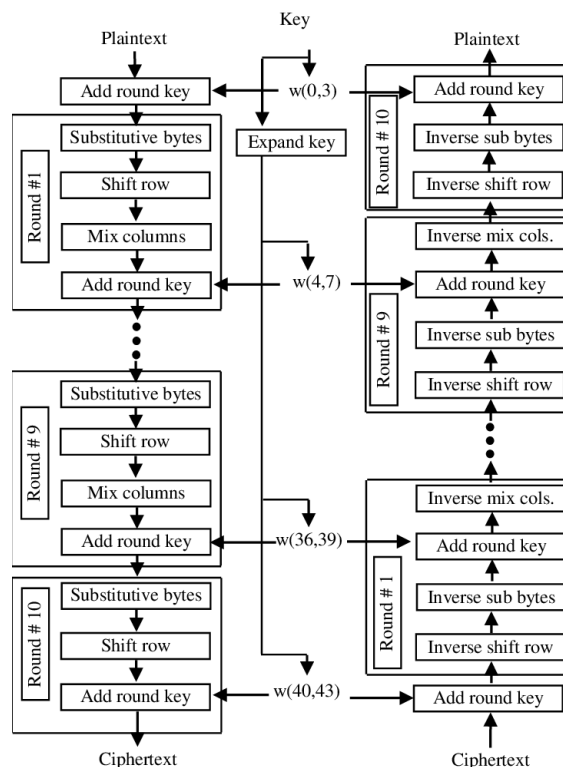 Key
Plaintext
Add round key
Round #1
Substitutive bytes
Shift row
Mix columns
Add round key
Round # 9
Substitutive bytes
Shift row
Mix columns
Add round key
Round # 10
Substitutive bytes
Shift row
Add round key
Ciphertext
w(0,3)
Expand key
w(4,7)
w(36,39)
w(40,43)
Plaintext
Round # 10
Add round key
Inverse sub bytes
Inverse shift row
Round # 9
Inverse mix cols.
Add round key
Inverse sub bytes
Inverse shift row
Round # 1
Inverse mix cols.
Add round key
Inverse sub bytes
Inverse shift row
Add round key
Ciphertext